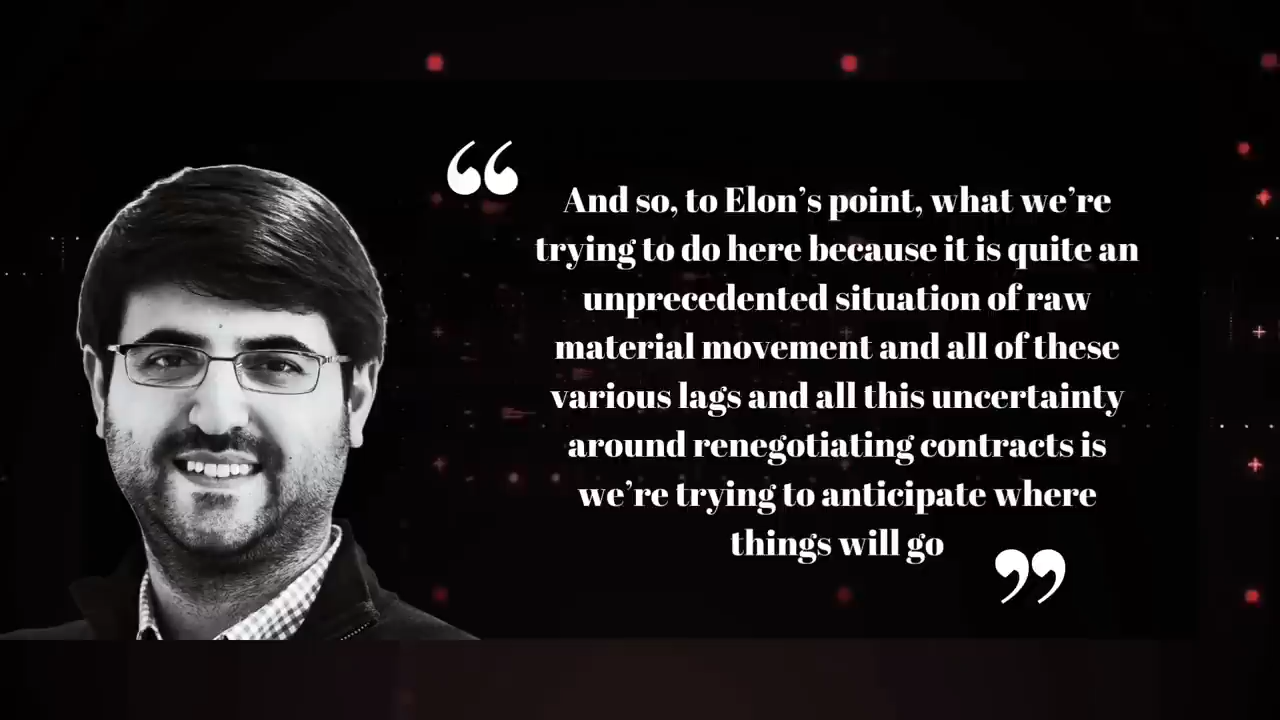 “
And so, to Elon’s point, what we’re
trying to do here because it is quite an
unprecedented situation of raw
material movement and all of these
various lags and all this uncertainty
around renegotiating contracts is
we’re trying to anticipate where
things will go
”